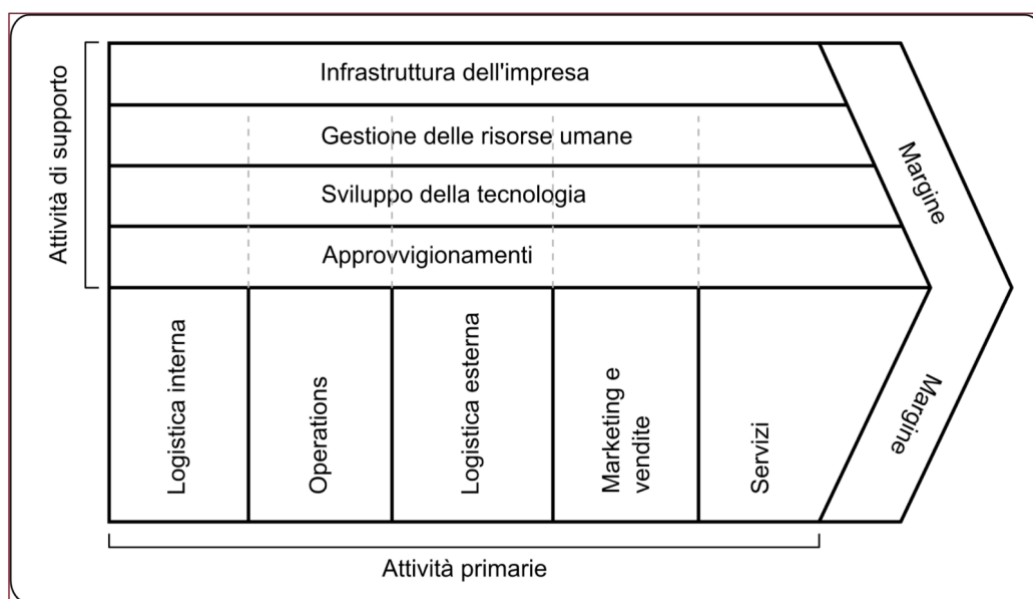 Attività di supporto
Infrastruttura dell'impresa
Gestione delle risorse umane
Sviluppo della tecnologia
Approvvigionamenti
Margine
Logistica interna
Operations
Logistica esterna
Marketing e
vendite
Servizi
Margine
Attività primarie